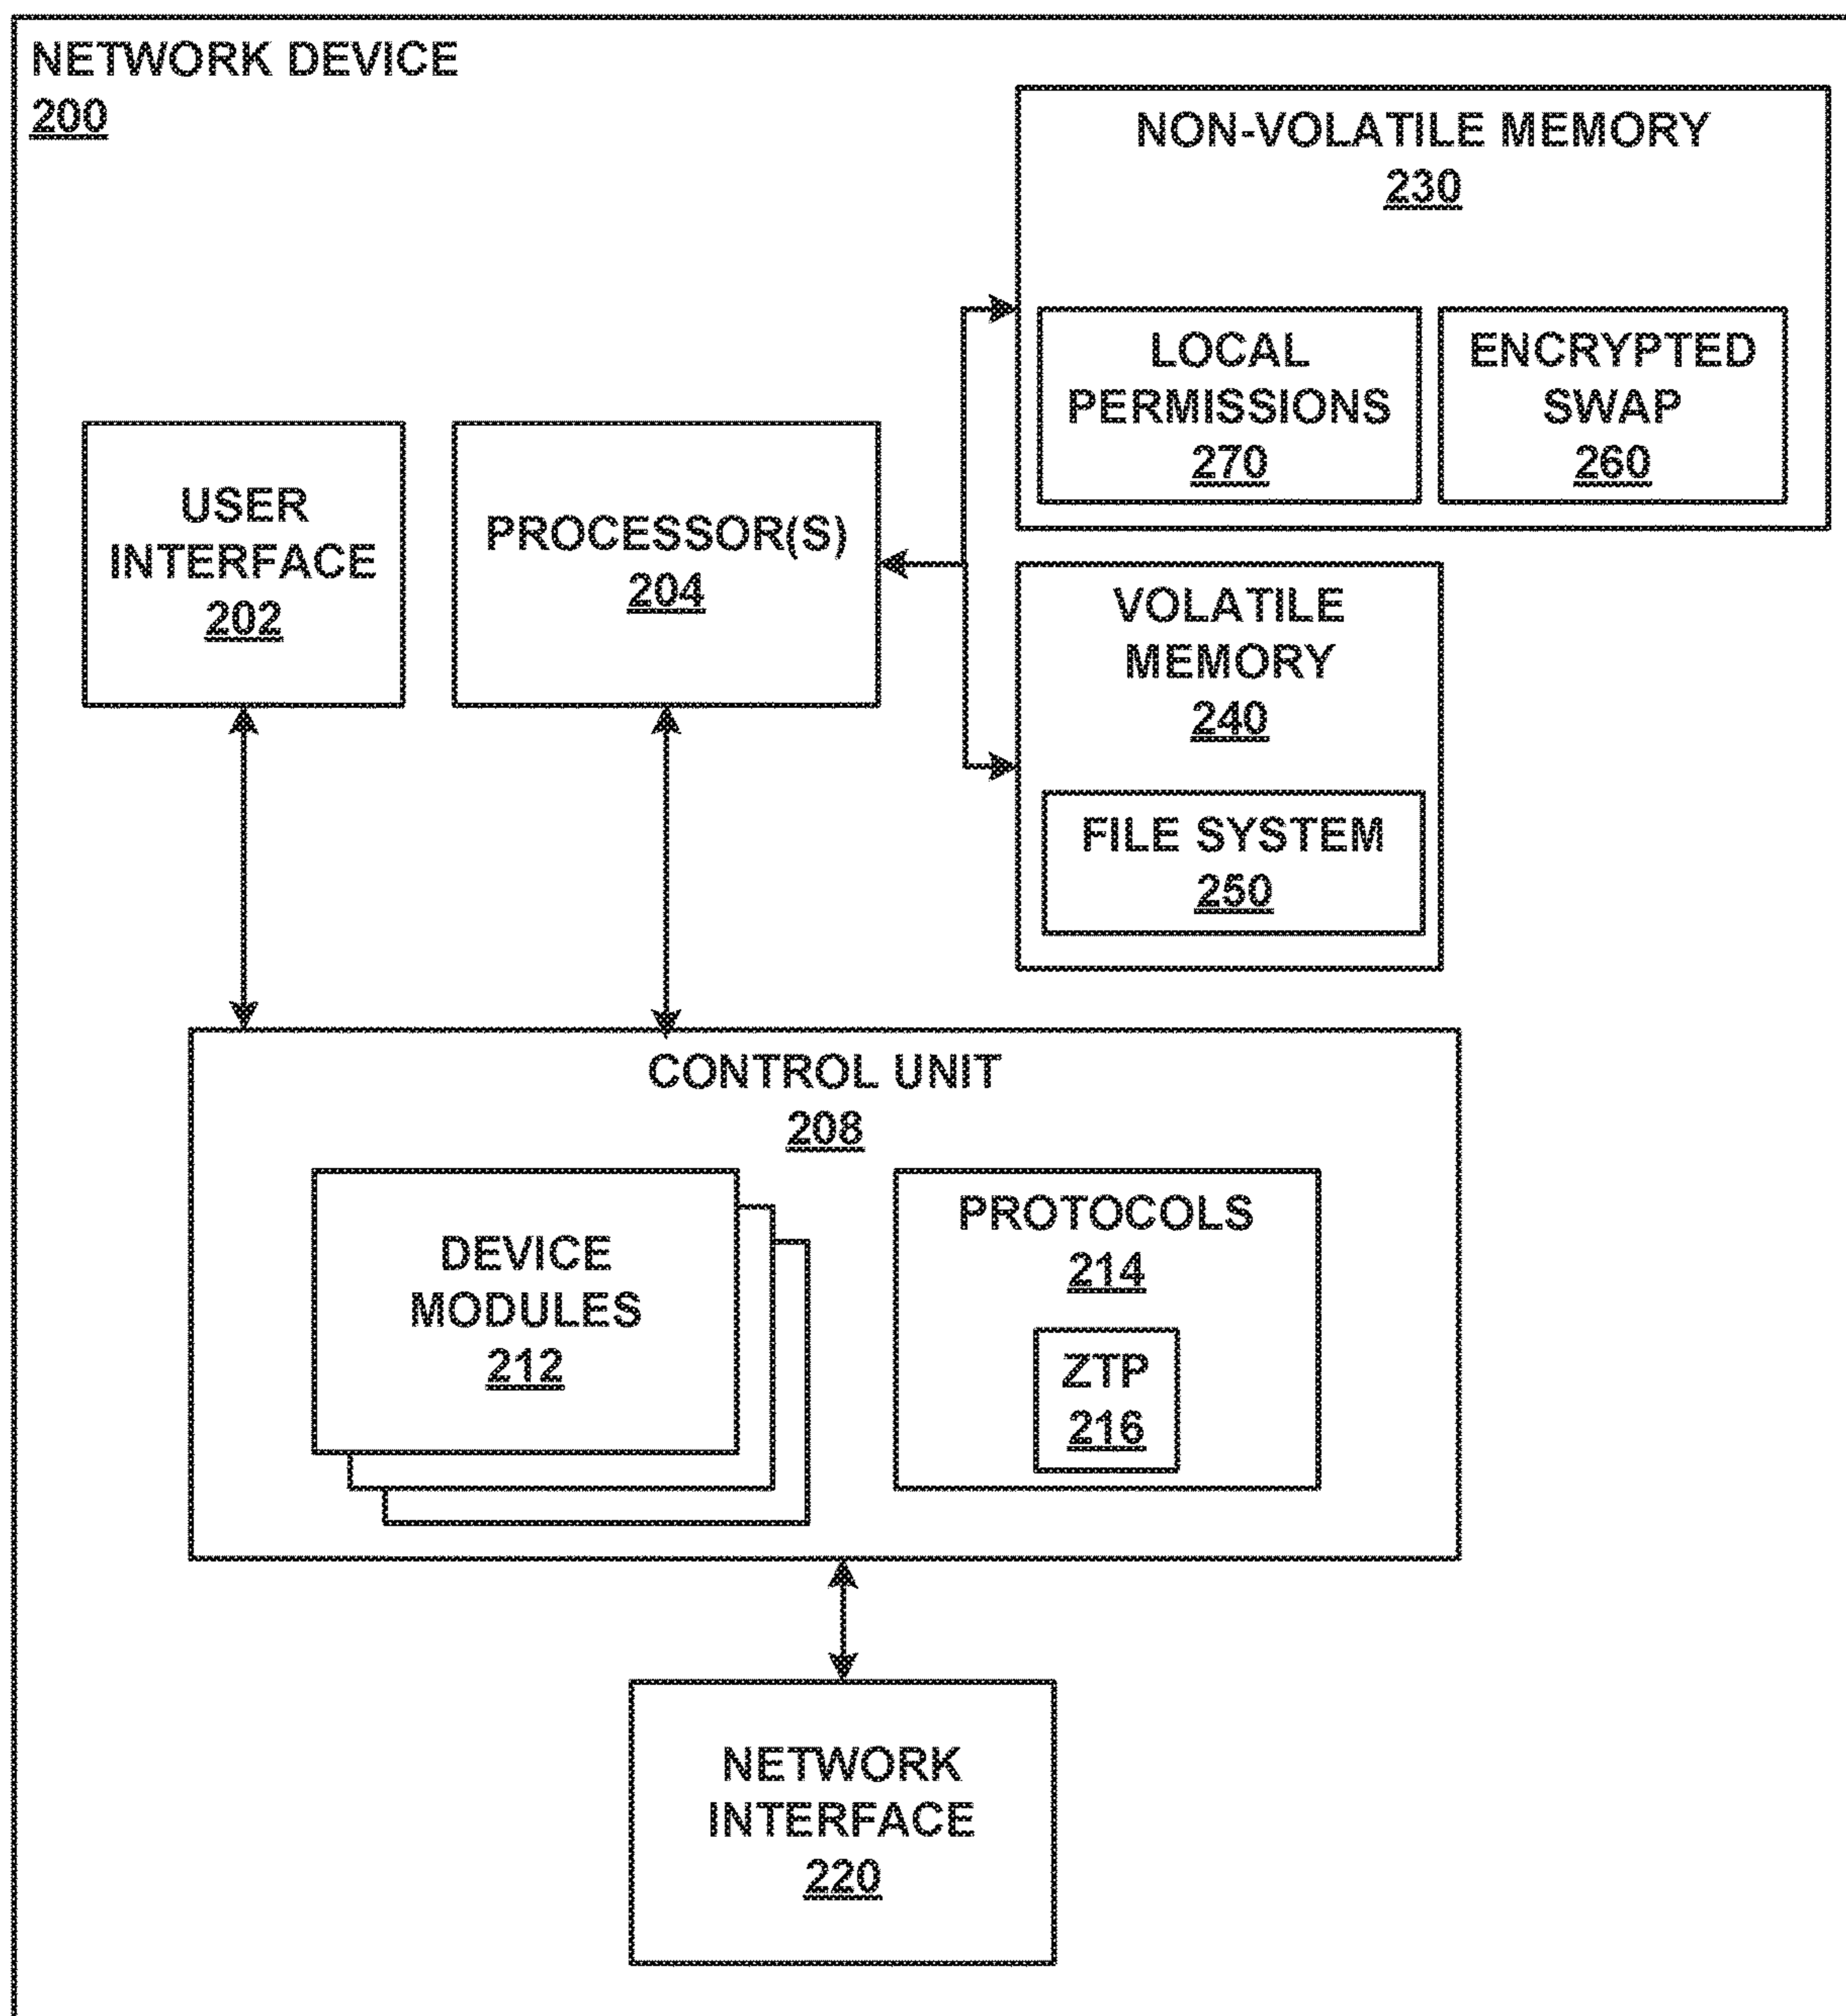 NETWORK DEVICE
200
NON-VOLATILE MEMORY
230
LOCAL
PERMISSIONS
270
ENCRYPTED
SWAP
260
USER
INTERFACE
202
PROCESSOR(S)
204
VOLATILE
MEMORY
240
FILE SYSTEM
250
CONTROL UNIT
208
DEVICE
MODULES
212
PROTOCOLS
214
ZTP
216
NETWORK
INTERFACE
220